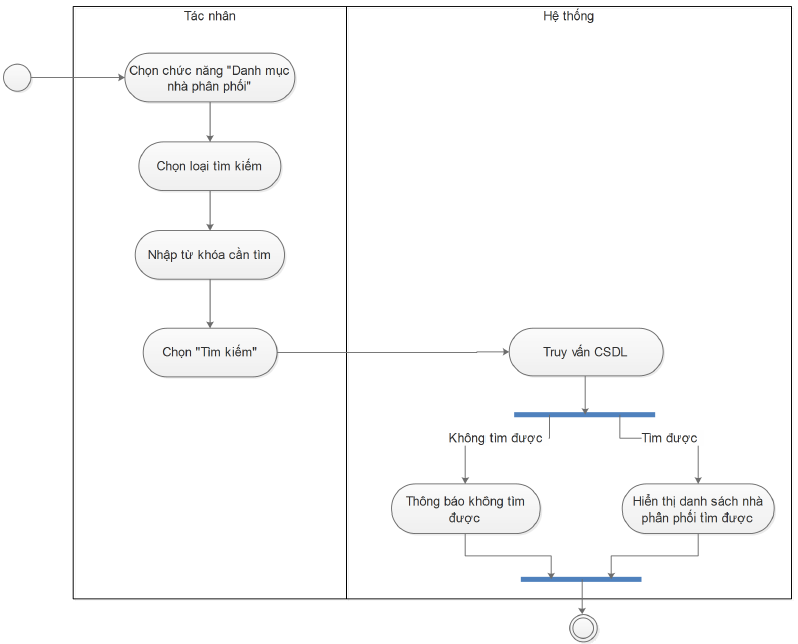 Tác nhân
Hệ thống
Chọn chức năng "Danh mục
nhà phân phối"
Chọn loại tìm kiếm
Nhập từ khóa cần tìm
Chọn "Tìm kiếm"
Truy vấn CSDL
Không tìm được
Tìm được
Thông báo không tìm
được
Hiển thị danh sách nhà
phân phối tìm được